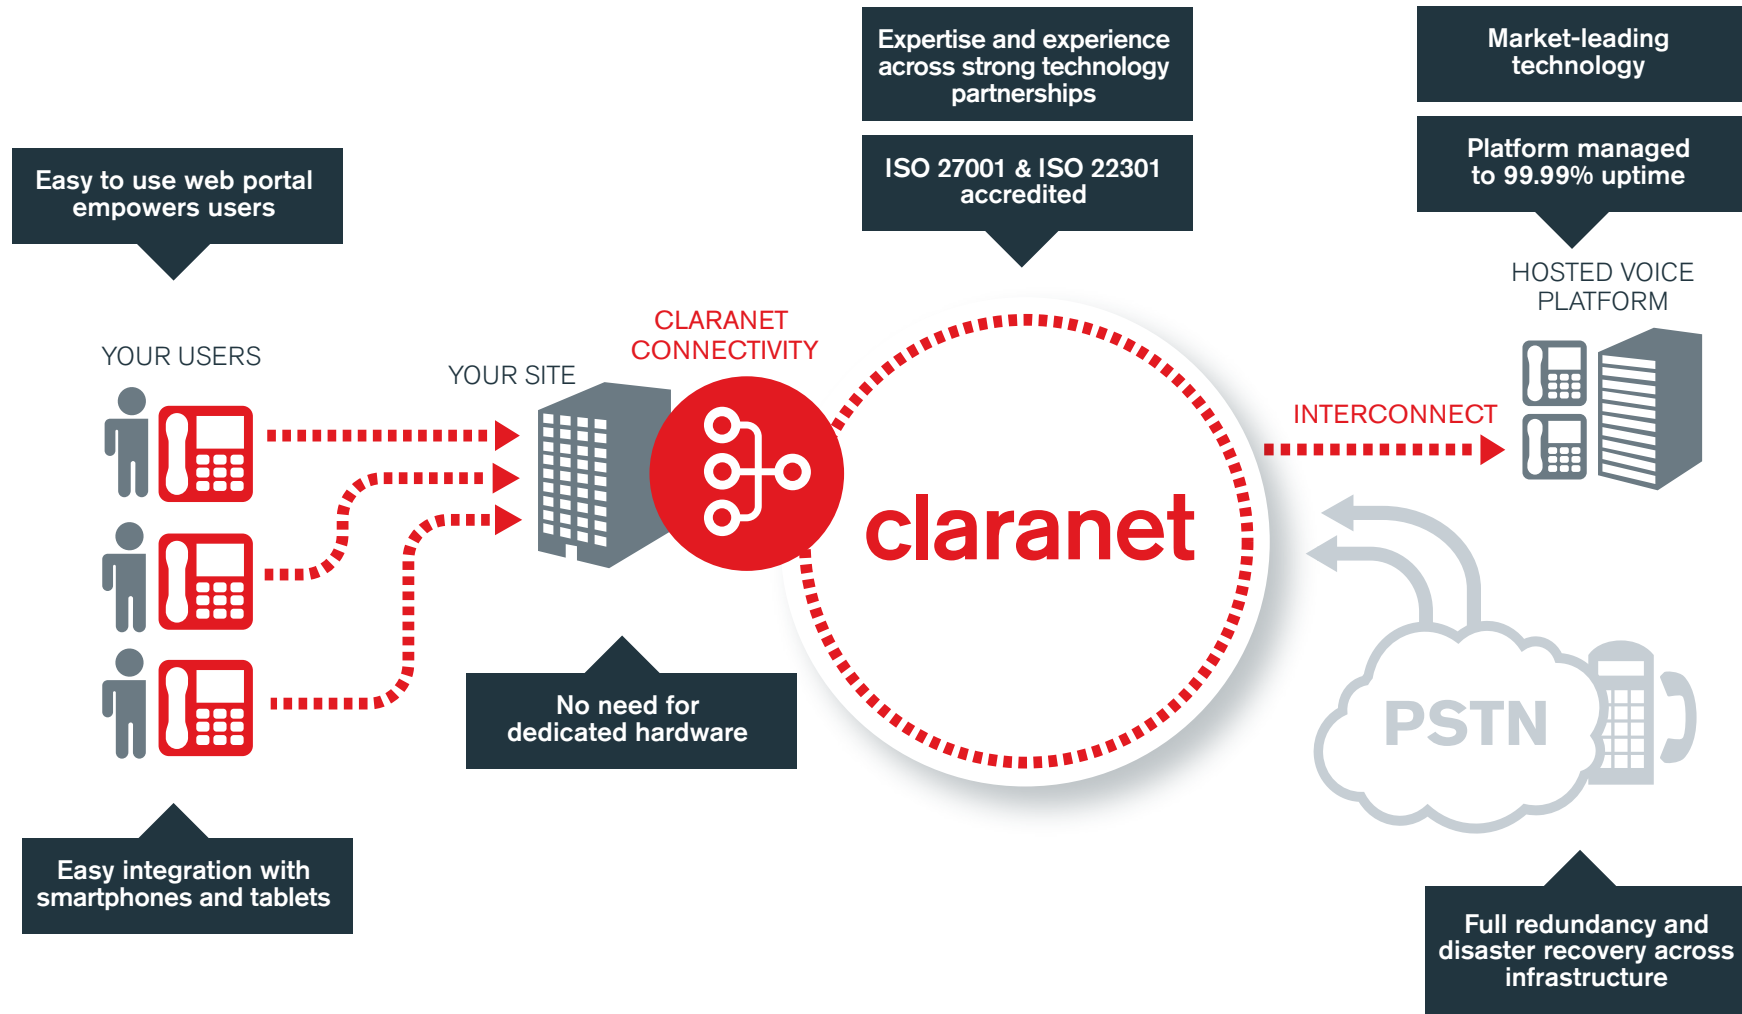 Expertise and experience
across strong technology
partnerships
ISO 27001 & ISO 22301
accredited
Market-leading
technology
Platform managed
to 99.99% uptime
Easy to use web portal
empowers users
HOSTED VOICE
PLATFORM
CLARANET
CONNECTIVITY
YOUR USERS
YOUR SITE
INTERCONNECT
claranet
PSTN
No need for
dedicated hardware
Easy integration with
smartphones and tablets
Full redundancy and
disaster recovery across
infrastructure